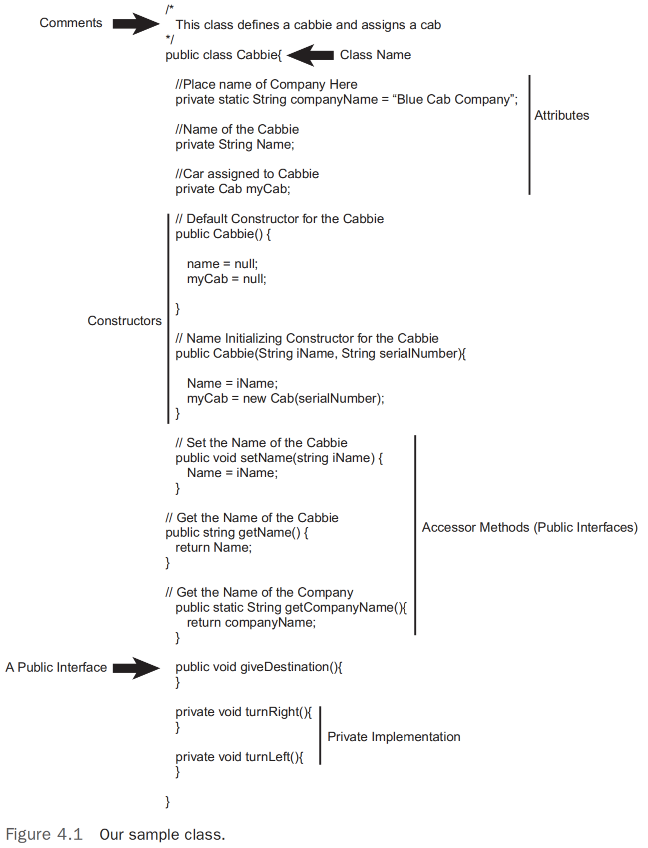 Comments
/*
This class defines a cabbie and assigns a cab
*/
public class Cabbie{
Class Name
//Place name of Company Here
private static String companyName = “Blue Cab Company”;
//Name of the Cabbie
private String Name;
//Car assigned to Cabbie
private Cab myCab;
Attributes
// Default Constructor for the Cabbie
public Cabbie() {
name = null;
myCab = null;
}
// Name Initializing Constructor for the Cabbie
public Cabbie(String iName, String serialNumber){
Name = iName;
myCab = new Cab(serialNumber);
}
Constructors
// Set the Name of the Cabbie
public void setName(string iName) {
Name = iName;
}
// Get the Name of the Cabbie
public string getName() {
return Name;
}
// Get the Name of the Company
public static String getCompanyName(){
return companyName;
}
Accessor Methods (Public Interfaces)
A Public Interface
public void giveDestination(){
}
private void turnRight(){
}
private void turnLeft(){
}
Private Implementation
}
Figure 4.1 Our sample class.